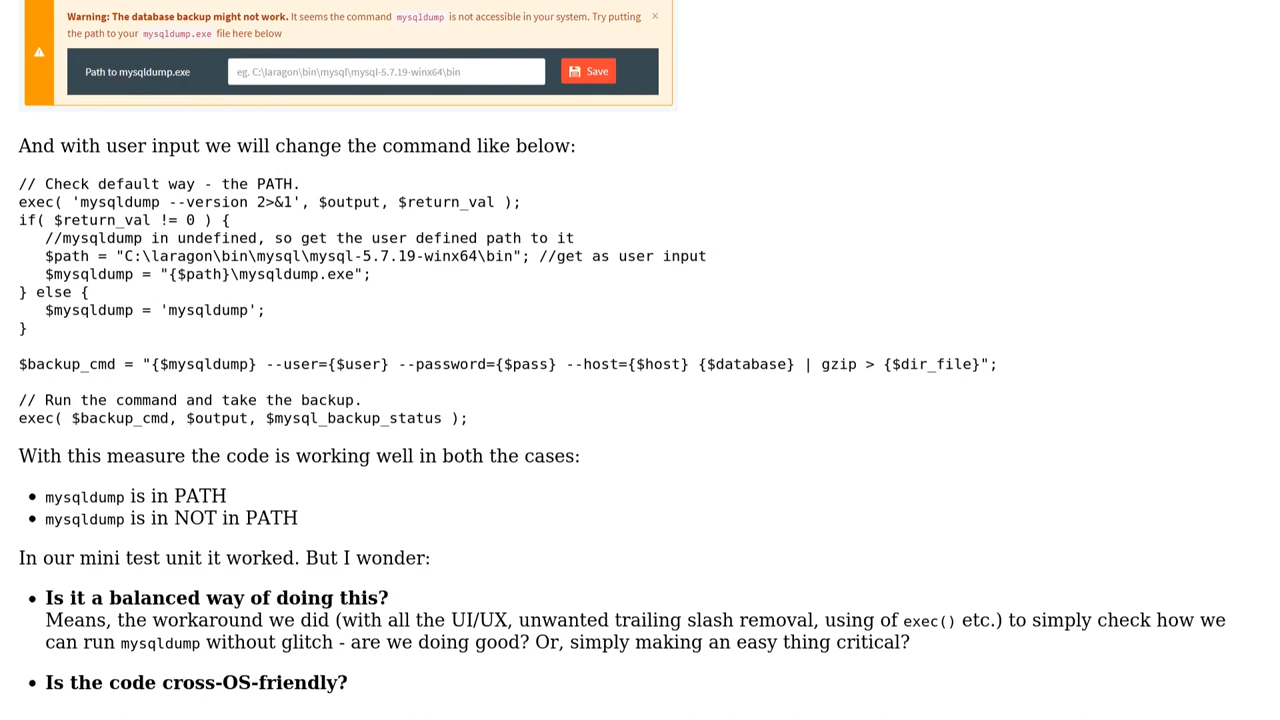 Warning: The database backup might not work. It seems the command mysqldump is not accessible in your system. Try putting ×
the path to your mysqldump.exe file here below
Path to mysqldump.exe eg. C:\laragon\bin\mysql\mysql-5.7.19-winx64\bin Save
And with user input we will change the command like below:
// Check default way - the PATH.
exec( 'mysqldump --version 2>&1', $output, $return_val );
if( $return_val != 0 ) {
   //mysqldump in undefined, so get the user defined path to it
   $path = "C:\laragon\bin\mysql\mysql-5.7.19-winx64\bin"; //get as user input
   $mysqldump = "{$path}\mysqldump.exe";
} else {
   $mysqldump = 'mysqldump';
}
$backup_cmd = "{$mysqldump} --user={$user} --password={$pass} --host={$host} {$database} | gzip > {$dir_file}";
// Run the command and take the backup.
exec( $backup_cmd, $output, $mysql_backup_status );
With this measure the code is working well in both the cases:
• mysqldump is in PATH
• mysqldump is in NOT in PATH
In our mini test unit it worked. But I wonder:
• Is it a balanced way of doing this?
Means, the workaround we did (with all the UI/UX, unwanted trailing slash removal, using of exec() etc.) to simply check how we
can run mysqldump without glitch - are we doing good? Or, simply making an easy thing critical?
• Is the code cross-OS-friendly?